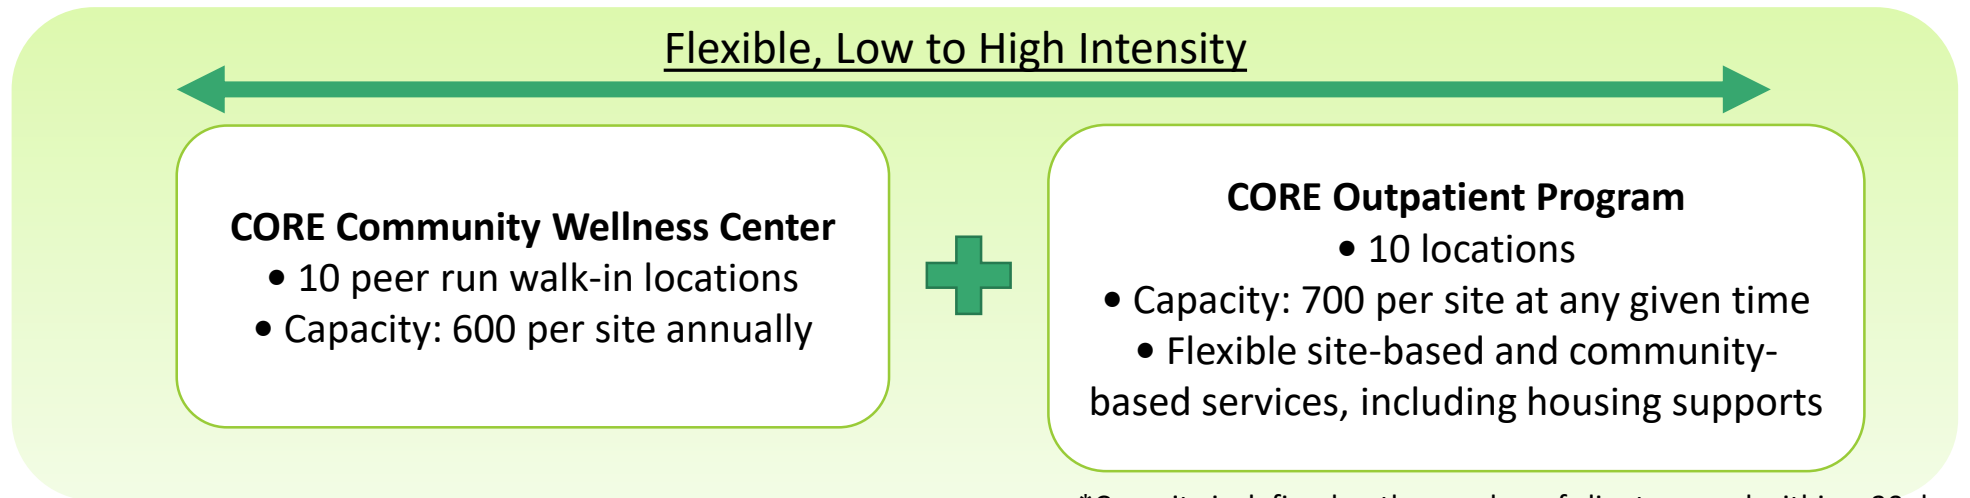 Flexible, Low to High Intensity
CORE Community Wellness Center
• 10 peer run walk-in locations
• Capacity: 600 per site annually
CORE Outpatient Program
• 10 locations
• Capacity: 700 per site at any given time
• Flexible site-based and community-
based services, including housing supports